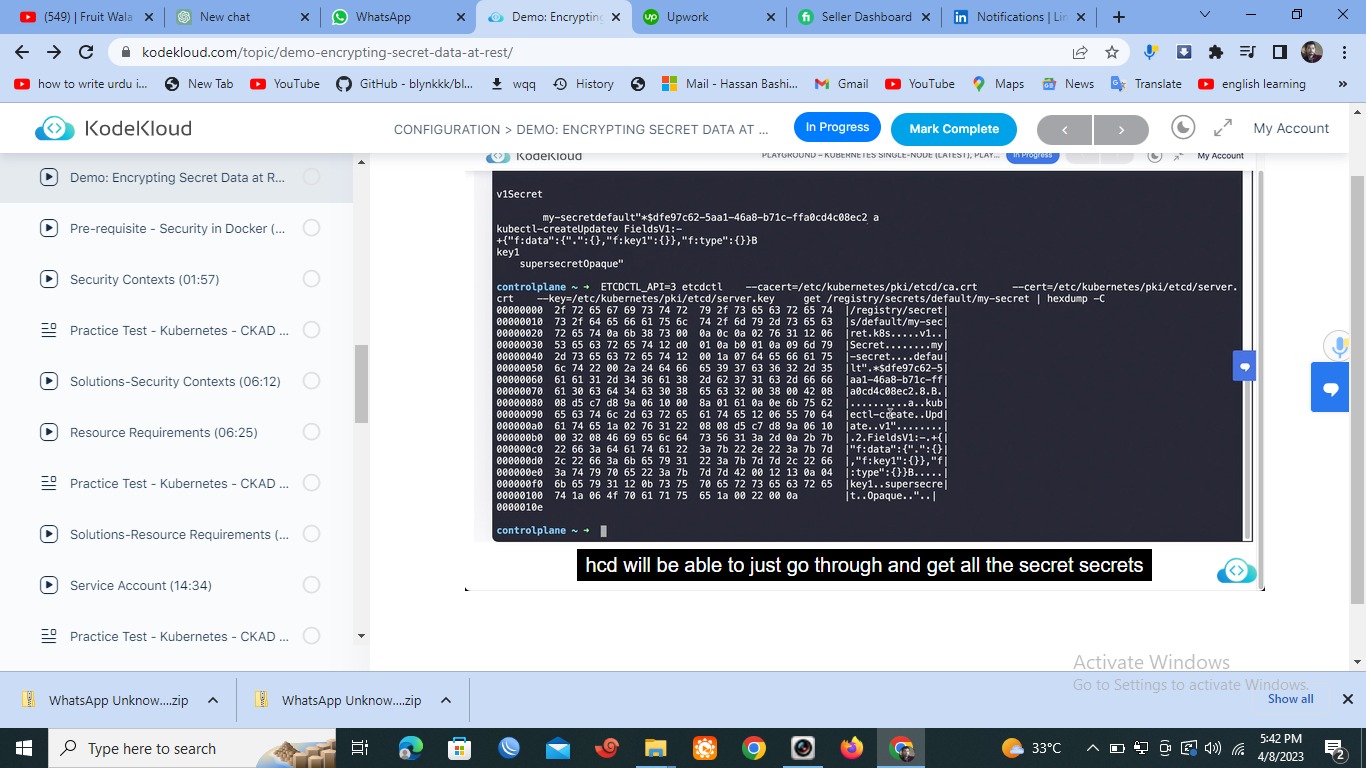 (549) | Fruit Wala
New chat
WhatsApp
Demo: Encrypting
Upwork
Seller Dashboard
Notifications | Lin
kodekloud.com/topic/demo-encrypting-secret-data-at-rest/
how to write urdu i...
New Tab
YouTube
GitHub - blynkkk/bl...
wqq
History
Mail - Hassan Bashi...
Gmail
YouTube
Maps
News
Translate
english learning
»
KodeKloud
CONFIGURATION > DEMO: ENCRYPTING SECRET DATA AT ...
In Progress
Mark Complete
<
>
My Account
Demo: Encrypting Secret Data at R...
Pre-requisite - Security in Docker (...
Security Contexts (01:57)
Practice Test - Kubernetes - CKAD ...
Solutions-Security Contexts (06:12)
Resource Requirements (06:25)
Practice Test - Kubernetes - CKAD ...
Solutions-Resource Requirements (...
Service Account (14:34)
Practice Test - Kubernetes - CKAD ...
KodeKloud
PLAYGROUND – KUBERNETES SINGLE-NODE (LATEST), PLAY...
In Progress
My Account
v1Secret
my-secretdefault"*$dfe97c62-5aa1-46a8-b71c-ffa0cd4c08ec2 a
kubectl-createUpdatev FieldsV1:-
+{"f:data":{".":{},"f:key1":{}},"f:type":{}}B
key1
supersecretOpaque"
controlplane ~ ➜  ETCDCTL_API=3 etcdctl    --cacert=/etc/kubernetes/pki/etcd/ca.crt      --cert=/etc/kubernetes/pki/etcd/server.
crt    --key=/etc/kubernetes/pki/etcd/server.key     get /registry/secrets/default/my-secret | hexdump -C
00000000  2f 72 65 67 69 73 74 72  79 2f 73 65 63 72 65 74  |/registry/secret|
00000010  73 2f 64 65 66 61 75 6c  74 2f 6d 79 2d 73 65 63  |s/default/my-sec|
00000020  72 65 74 0a 6b 38 73 00  0a 0c 0a 02 76 31 12 06  |ret.k8s.....v1..|
00000030  53 65 63 72 65 74 12 d0  01 0a b0 01 0a 09 6d 79  |Secret........my|
00000040  2d 73 65 63 72 65 74 12  00 1a 07 64 65 66 61 75  |-secret....defau|
00000050  6c 74 22 00 2a 24 64 66  65 39 37 63 36 32 2d 35  |lt".*$dfe97c62-5|
00000060  61 61 31 2d 34 36 61 38  2d 62 37 31 63 2d 66 66  |aa1-46a8-b71c-ff|
00000070  61 30 63 64 34 63 30 38  65 63 32 00 38 00 42 08  |a0cd4c08ec2.8.B.|
00000080  08 d5 c7 d8 9a 06 10 00  8a 01 61 0a 0e 6b 75 62  |..........a..kub|
00000090  65 63 74 6c 2d 63 72 65  61 74 65 12 06 55 70 64  |ectl-create..Upd|
000000a0  61 74 65 1a 02 76 31 22  08 08 d5 c7 d8 9a 06 10  |ate..v1"........|
000000b0  00 32 08 46 69 65 6c 64  73 56 31 3a 2d 0a 2b 7b  |.2.FieldsV1:-.+{|
000000c0  22 66 3a 64 61 74 61 22  3a 7b 22 2e 22 3a 7b 7d  |"f:data":{".":{}|
000000d0  2c 22 66 3a 6b 65 79 31  22 3a 7b 7d 7d 2c 22 66  |,"f:key1":{}},"f|
000000e0  3a 74 79 70 65 22 3a 7b  7d 7d 42 00 12 13 0a 04  |:type":{}}B.....|
000000f0  6b 65 79 31 12 0b 73 75  70 65 72 73 65 63 72 65  |key1..supersecre|
00000100  74 1a 06 4f 70 61 71 75  65 1a 00 22 00 0a        |t..Opaque.."..|
0000010e
controlplane ~ ➜
hcd will be able to just go through and get all the secret secrets
Activate Windows
Go to Settings to activate Windows.
WhatsApp Unknow....zip
WhatsApp Unknow....zip
Show all
Type here to search
33°C
5:42 PM
4/8/2023
2